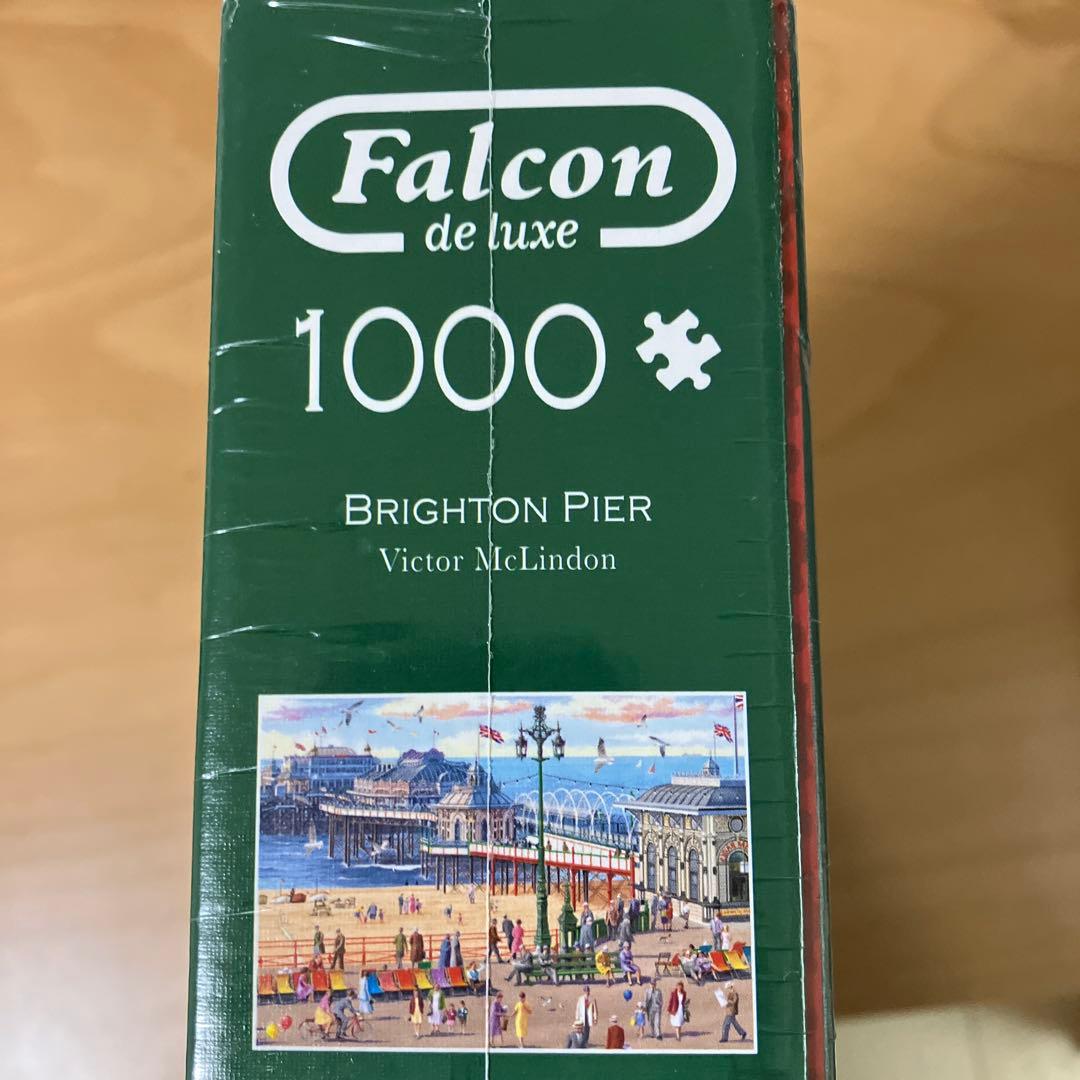 Falcon
de luxe
1000
BRIGHTON PIER
Victor McLindon